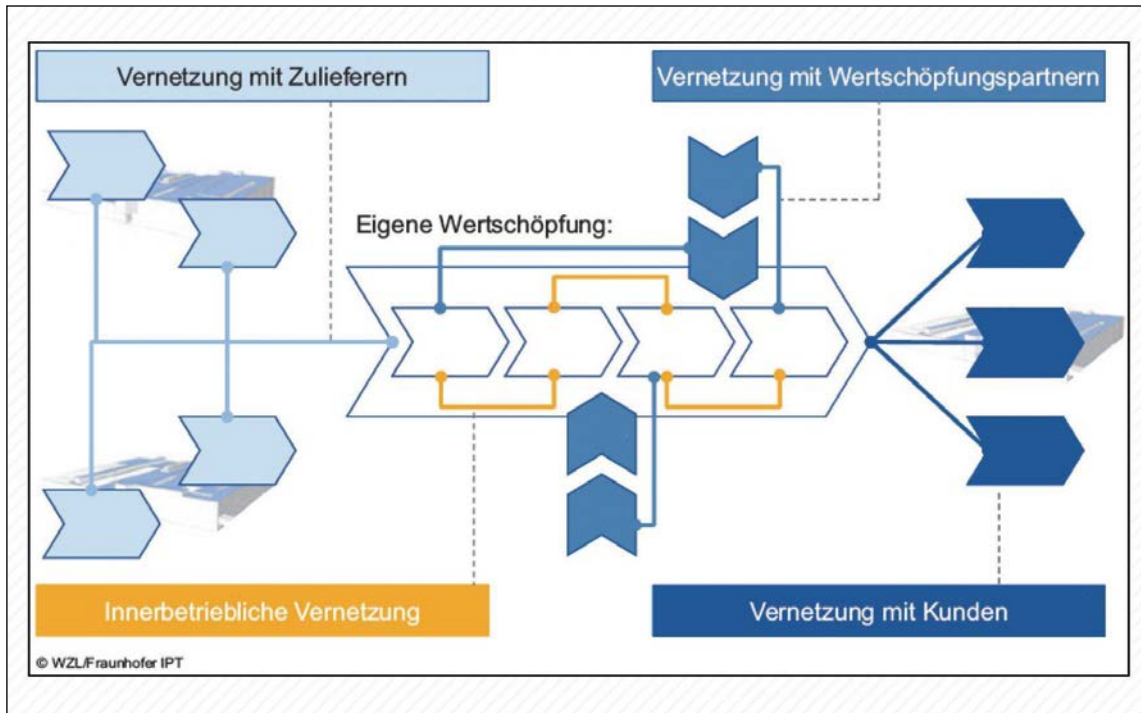 Vernetzung mit Zulieferern
Vernetzung mit Wertschöpfungspartnern
Eigene Wertschöpfung:
Innerbetriebliche Vernetzung
Vernetzung mit Kunden
© WZL/Fraunhofer IPT